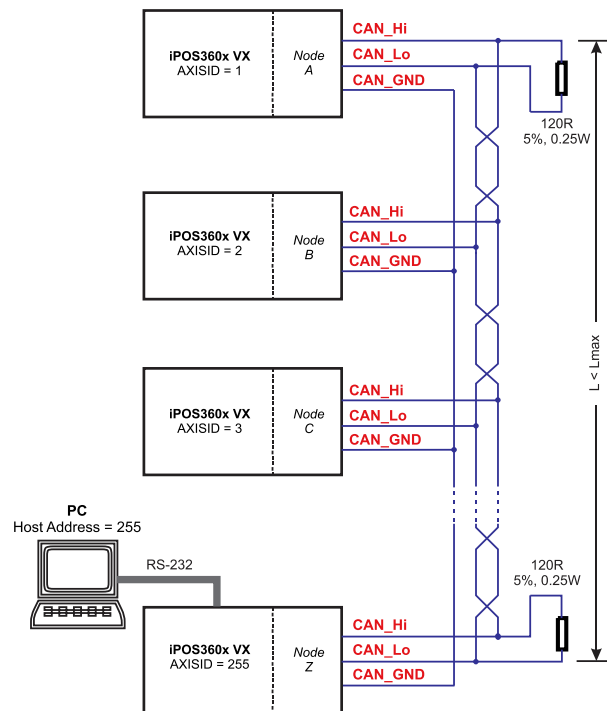 iPOS360x VX
AXISID = 1
Node
A
CAN_Hi
CAN_Lo
CAN_GND
120R
5%, 0.25W
iPOS360x VX
AXISID = 2
Node
B
CAN_Hi
CAN_Lo
CAN_GND
L < Lmax
iPOS360x VX
AXISID = 3
Node
C
CAN_Hi
CAN_Lo
CAN_GND
PC
Host Address = 255
RS-232
120R
5%, 0.25W
iPOS360x VX
AXISID = 255
Node
Z
CAN_Hi
CAN_Lo
CAN_GND